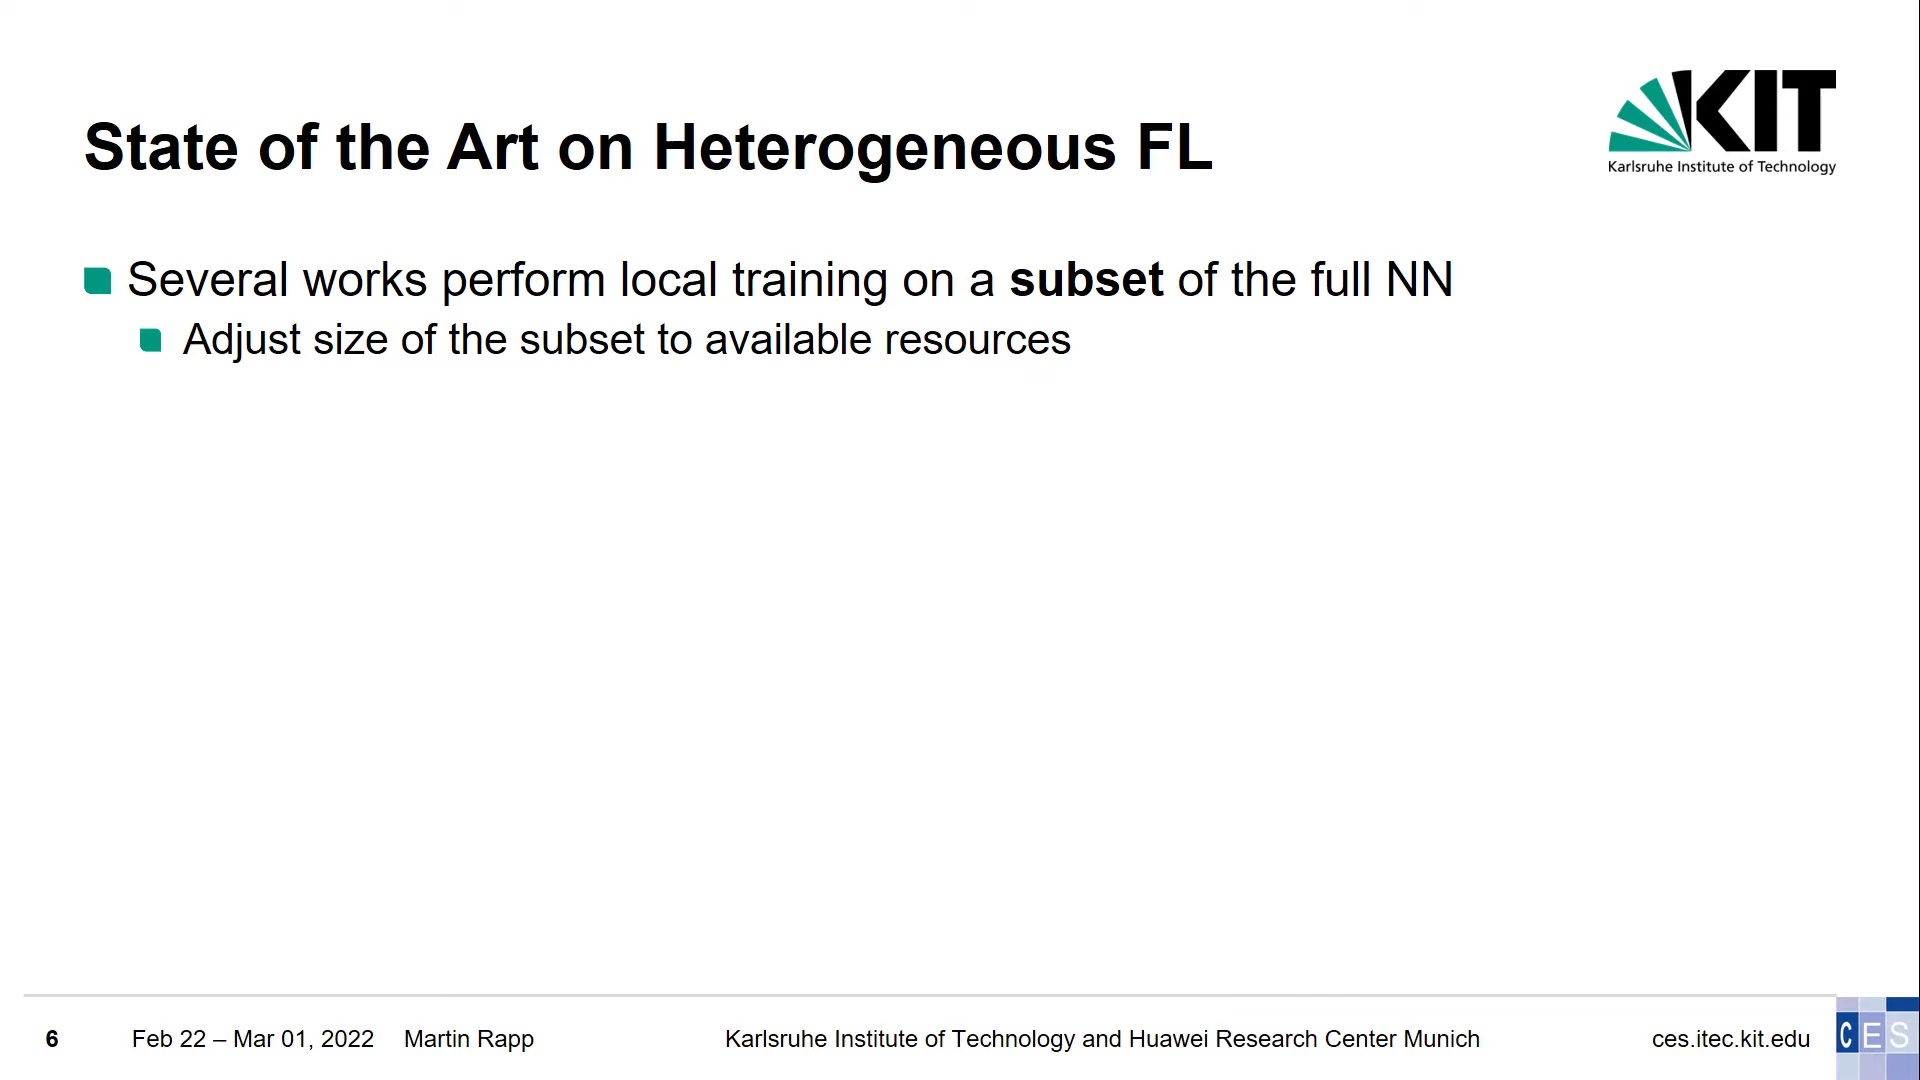 State of the Art on Heterogeneous FL
KIT
Karlsruhe Institute of Technology
Several works perform local training on a subset of the full NN
Adjust size of the subset to available resources
6 Feb 22 – Mar 01, 2022 Martin Rapp Karlsruhe Institute of Technology and Huawei Research Center Munich ces.itec.kit.edu CES